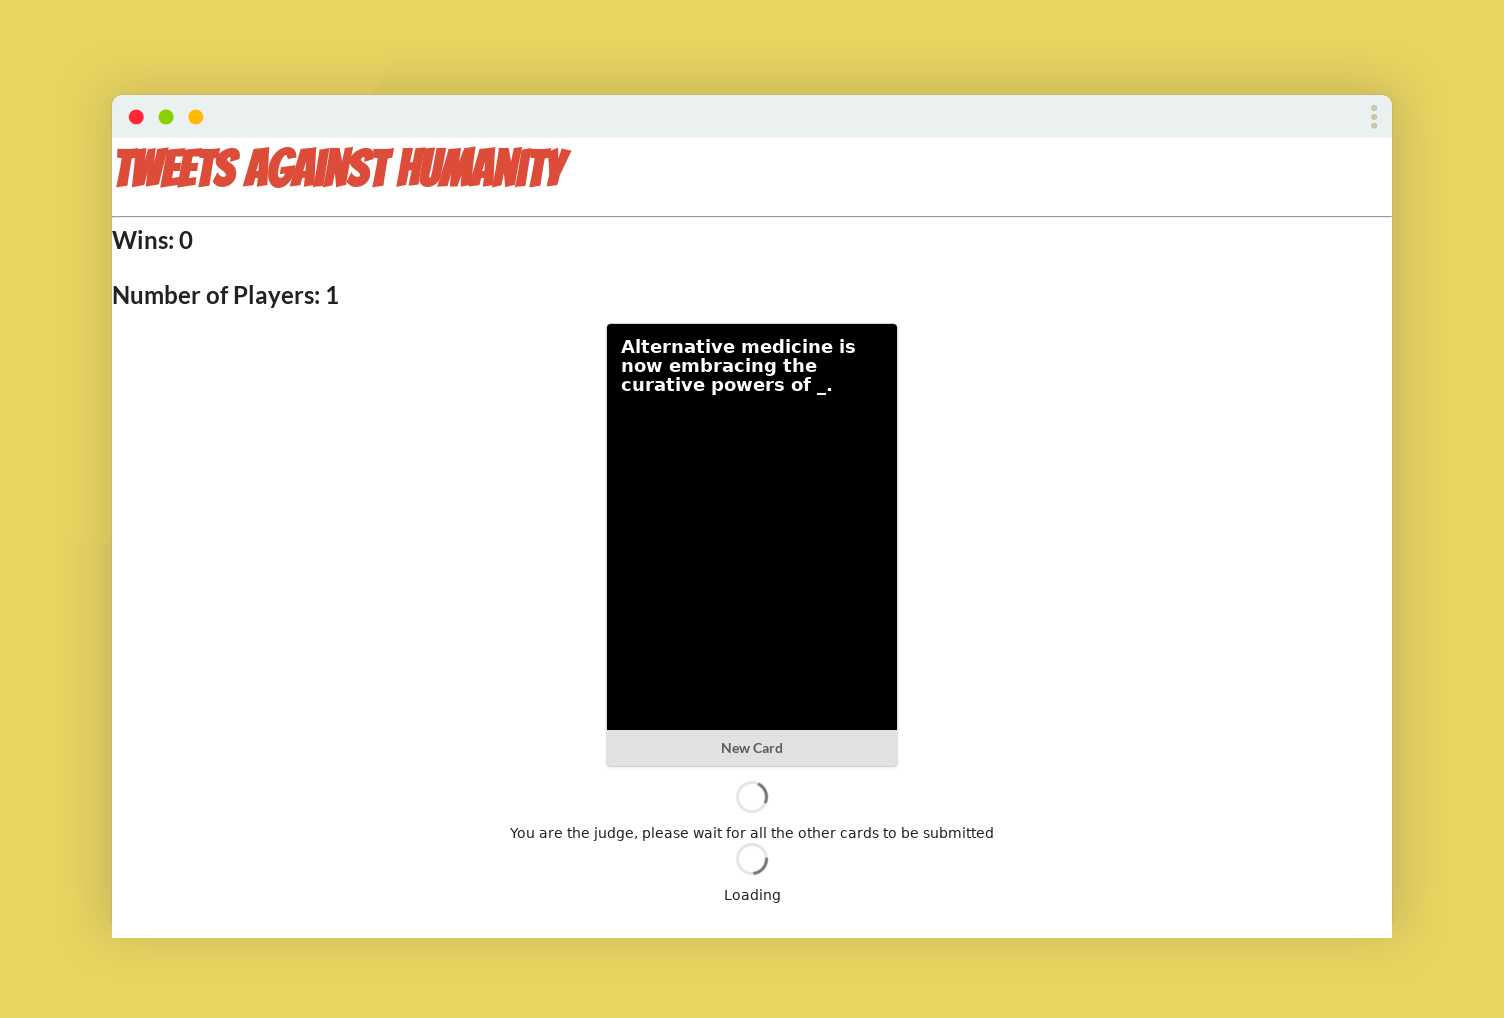 TWEETS AGAINST HUMANITY
Wins: 0
Number of Players: 1
Alternative medicine is
now embracing the
curative powers of _.
New Card
You are the judge, please wait for all the other cards to be submitted
Loading